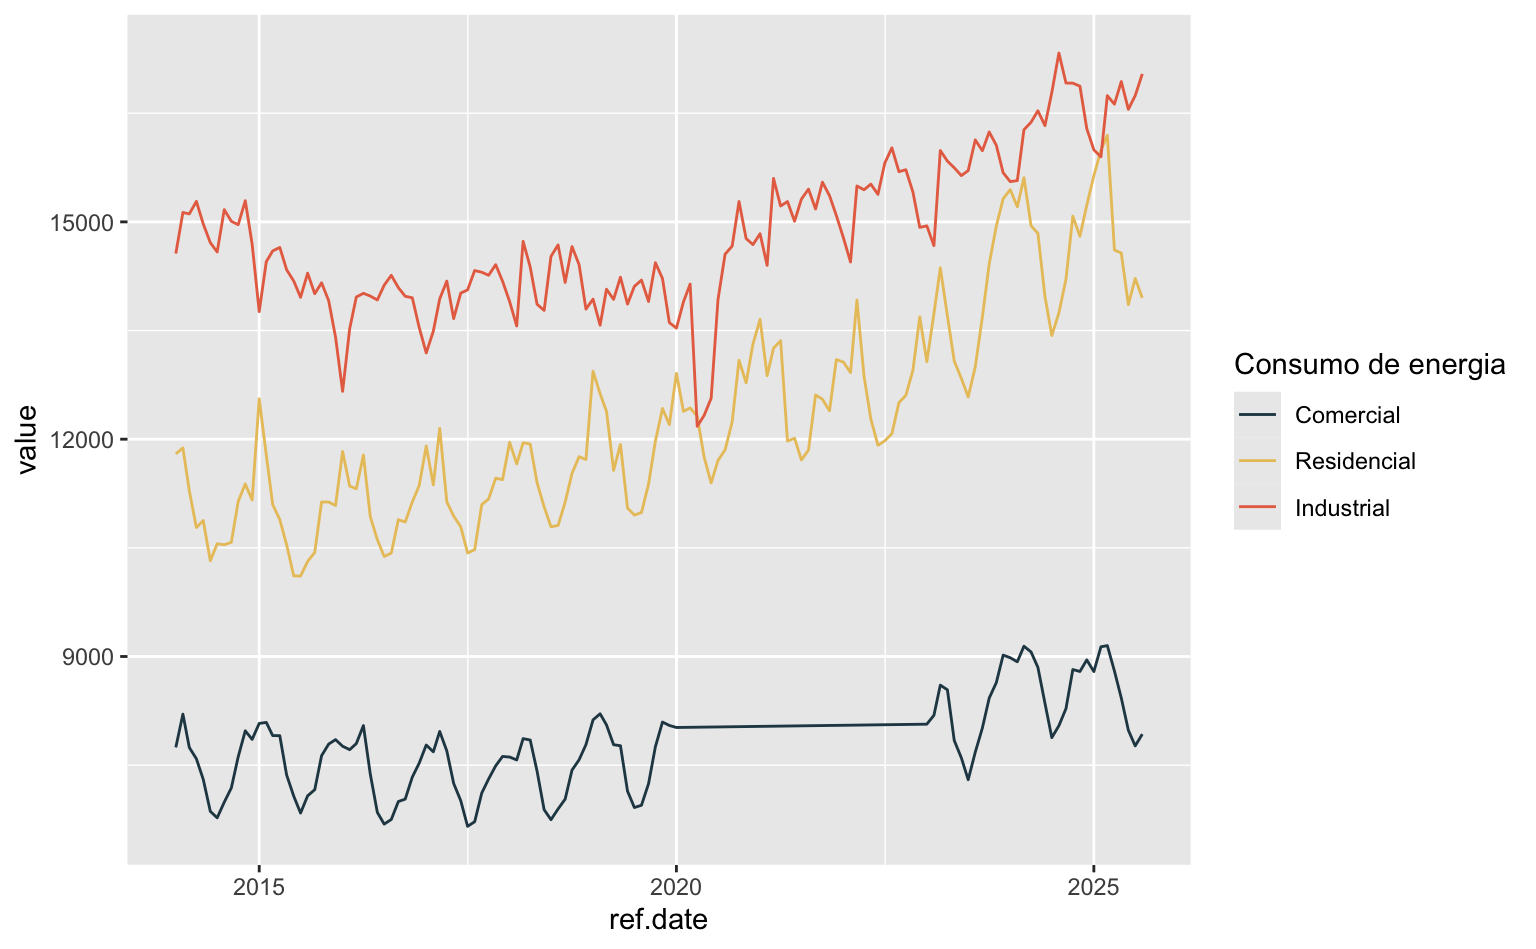 15000
12000
9000
value
2015
2020
2025
ref.date
Consumo de energia
Comercial
Residencial
Industrial